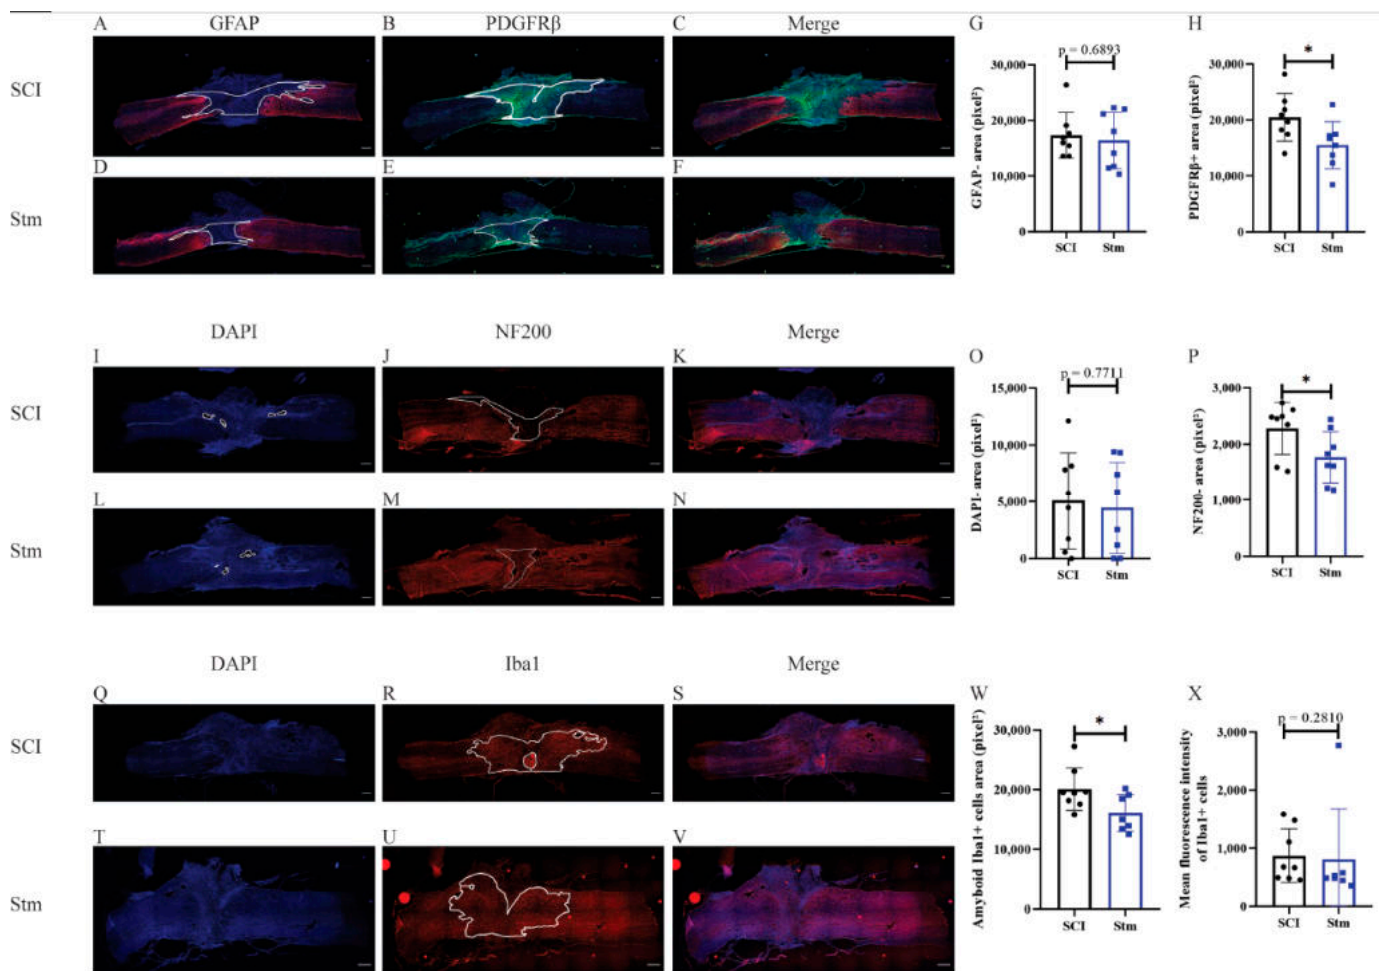 A GFAP B PDGFRβ C Merge G H
SCI
D E F
Stm
p = 0.6893
GFAP- area (pixel²)
30,000
20,000
10,000
0
SCI Stm
*
PDGFRβ+ area (pixel²)
30,000
20,000
10,000
0
SCI Stm
DAPI NF200 Merge
I J K O P
SCI
L M N
Stm
p = 0.7711
DAPI- area (pixel²)
15,000
10,000
5,000
0
SCI Stm
*
NF200- area (pixel²)
3,000
2,000
1,000
0
SCI Stm
DAPI Iba1 Merge
Q R S W X
SCI
T U V
Stm
*
Amyboid Iba1+ cells area (pixel²)
30,000
20,000
10,000
0
SCI Stm
p = 0.2810
Mean fluorescence intensity
of Iba1+ cells
3,000
2,000
1,000
0
SCI Stm